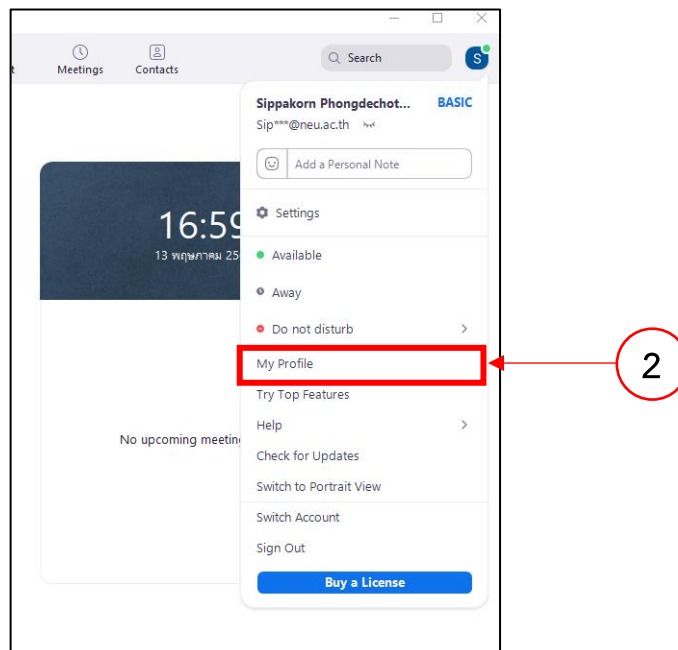 t Meetings Contacts Search S
Sippakorn Phongdechot... BASIC
Sip***@neu.ac.th
Add a Personal Note
16:59
13 พฤษภาคม 25
Settings
Available
Away
Do not disturb
My Profile
2
Try Top Features
Help
No upcoming meeting
Check for Updates
Switch to Portrait View
Switch Account
Sign Out
Buy a License